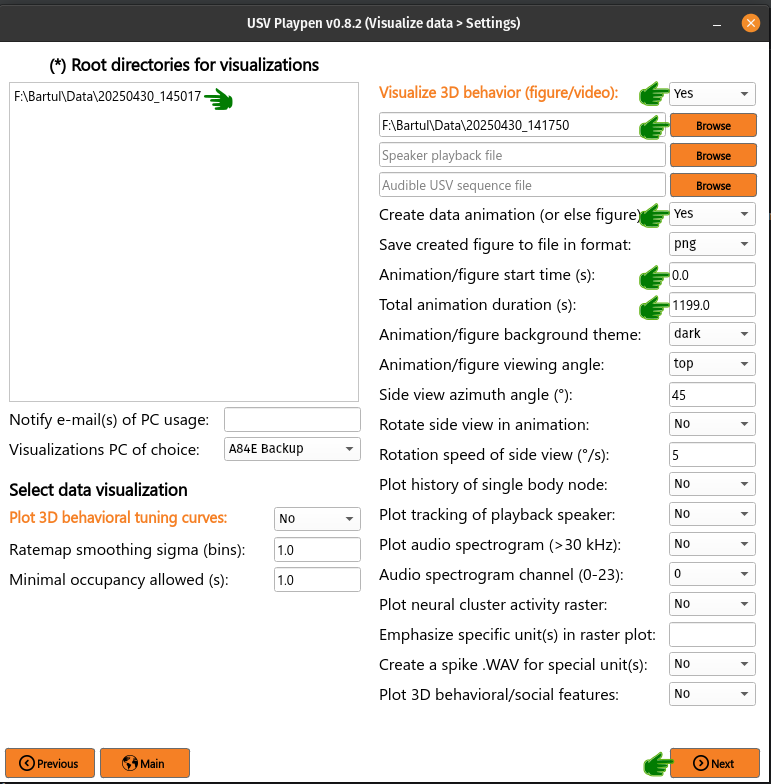 USV Playpen v0.8.2 (Visualize data > Settings)
(*) Root directories for visualizations
F:\Bartul\Data\20250430_145017
Notify e-mail(s) of PC usage:
Visualizations PC of choice: A84E Backup
Select data visualization
Plot 3D behavioral tuning curves: No
Ratemap smoothing sigma (bins): 1.0
Minimal occupancy allowed (s): 1.0
Visualize 3D behavior (figure/video): Yes
F:\Bartul\Data\20250430_141750 Browse
Speaker playback file Browse
Audible USV sequence file Browse
Create data animation (or else figure) Yes
Save created figure to file in format: png
Animation/figure start time (s): 0.0
Total animation duration (s): 1199.0
Animation/figure background theme: dark
Animation/figure viewing angle: top
Side view azimuth angle (°): 45
Rotate side view in animation: No
Rotation speed of side view (°/s): 5
Plot history of single body node: No
Plot tracking of playback speaker: No
Plot audio spectrogram (>30 kHz): No
Audio spectrogram channel (0-23): 0
Plot neural cluster activity raster: No
Emphasize specific unit(s) in raster plot:
Create a spike .WAV for special unit(s): No
Plot 3D behavioral/social features: No
Previous Main Next